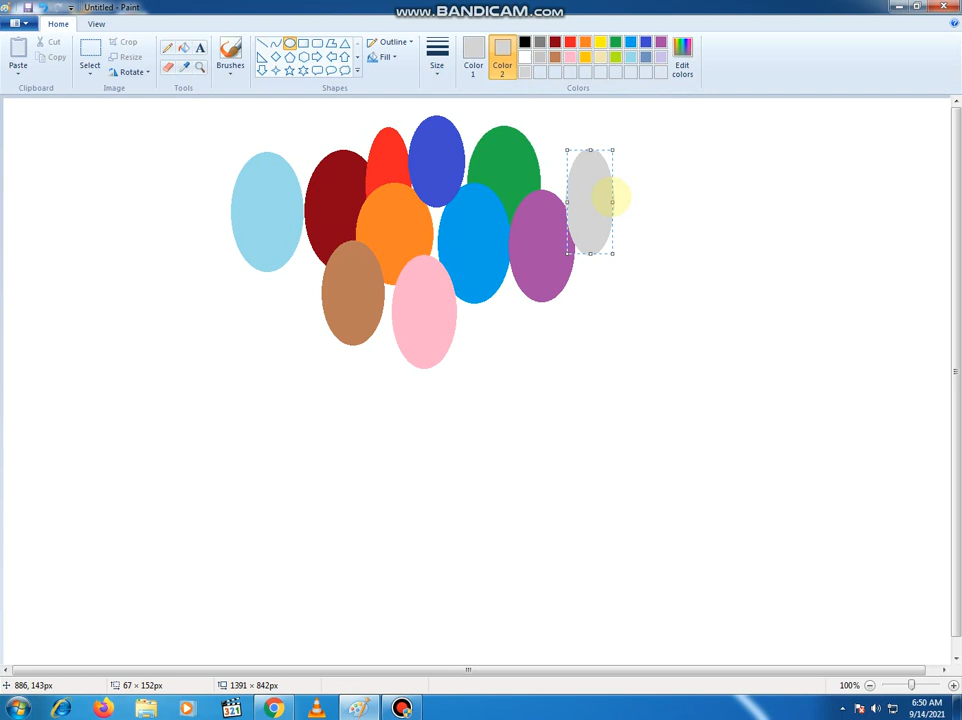 Untitled - Paint
www.BANDICAM.com
Home
View
Paste
Cut
Copy
Clipboard
Select
Crop
Resize
Rotate
Image
Tools
Brushes
Shapes
Outline
Fill
Size
Color
1
Color
2
Colors
Edit
colors
886, 143px
67 × 152px
1391 × 842px
100%
321
6:50 AM
9/14/2021